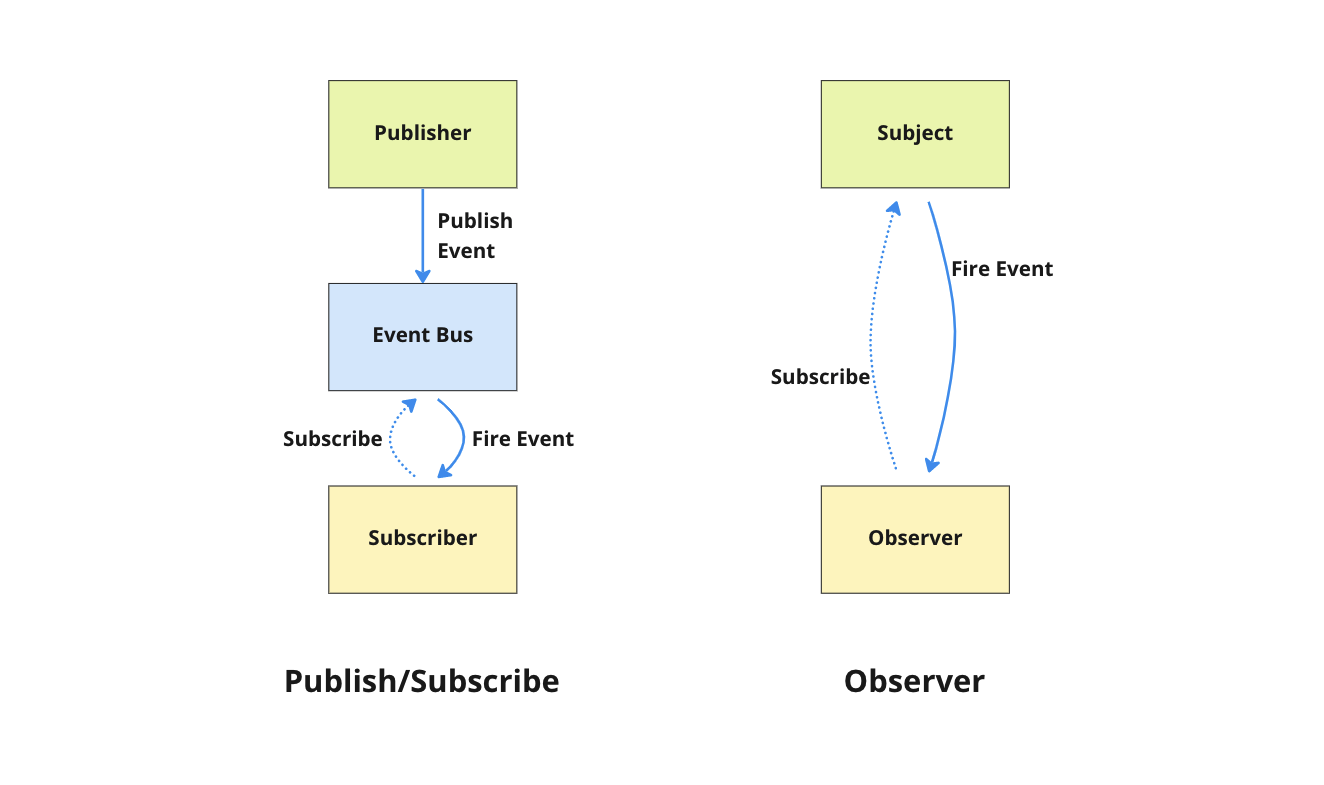 Publisher
Publish
Event
Event Bus
Subscribe
Fire Event
Subscriber
Publish/Subscribe
Subject
Fire Event
Subscribe
Observer
Observer